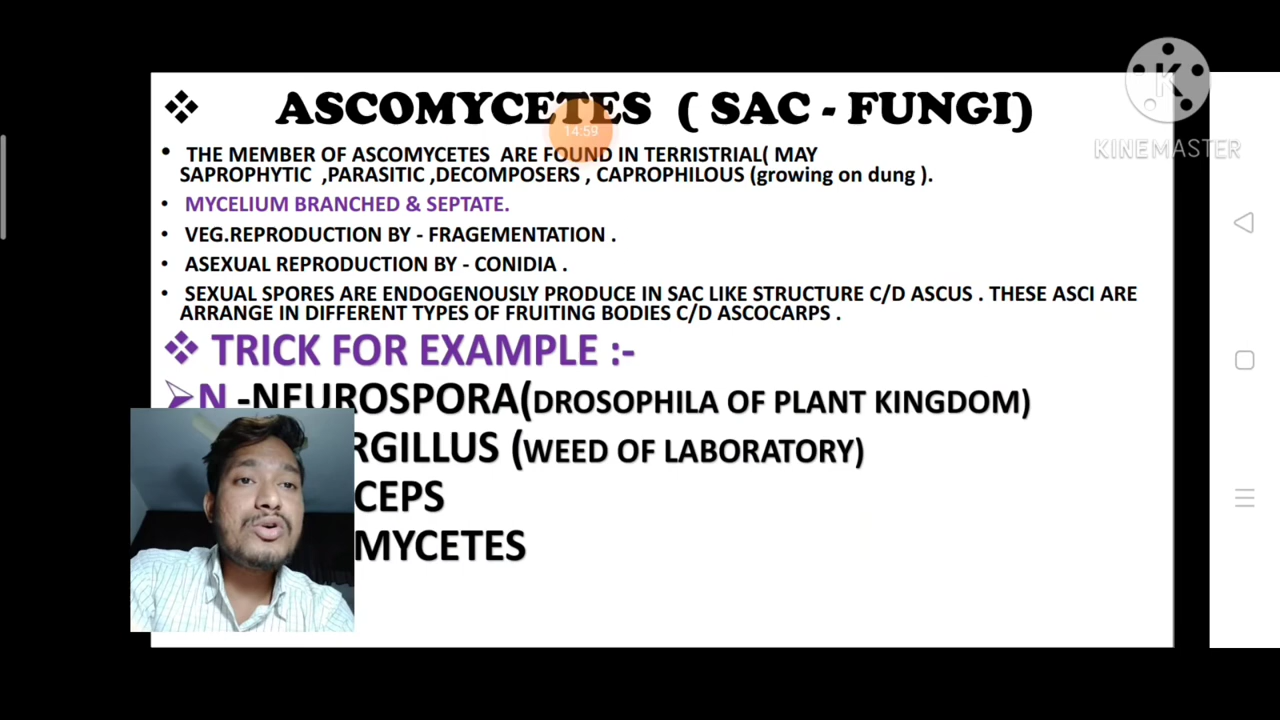 ASCOMYCETES ( SAC - FUNGI)
14:59
K
KINEMASTER
• THE MEMBER OF ASCOMYCETES ARE FOUND IN TERRISTRIAL( MAY
SAPROPHYTIC ,PARASITIC ,DECOMPOSERS , CAPROPHILOUS (growing on dung ).
• MYCELIUM BRANCHED & SEPTATE.
• VEG.REPRODUCTION BY - FRAGEMENTATION .
• ASEXUAL REPRODUCTION BY - CONIDIA .
• SEXUAL SPORES ARE ENDOGENOUSLY PRODUCE IN SAC LIKE STRUCTURE C/D ASCUS . THESE ASCI ARE
ARRANGE IN DIFFERENT TYPES OF FRUITING BODIES C/D ASCOCARPS .
TRICK FOR EXAMPLE :-
N -NEUROSPORA(DROSOPHILA OF PLANT KINGDOM)
RGILLUS (WEED OF LABORATORY)
CEPS
MYCETES